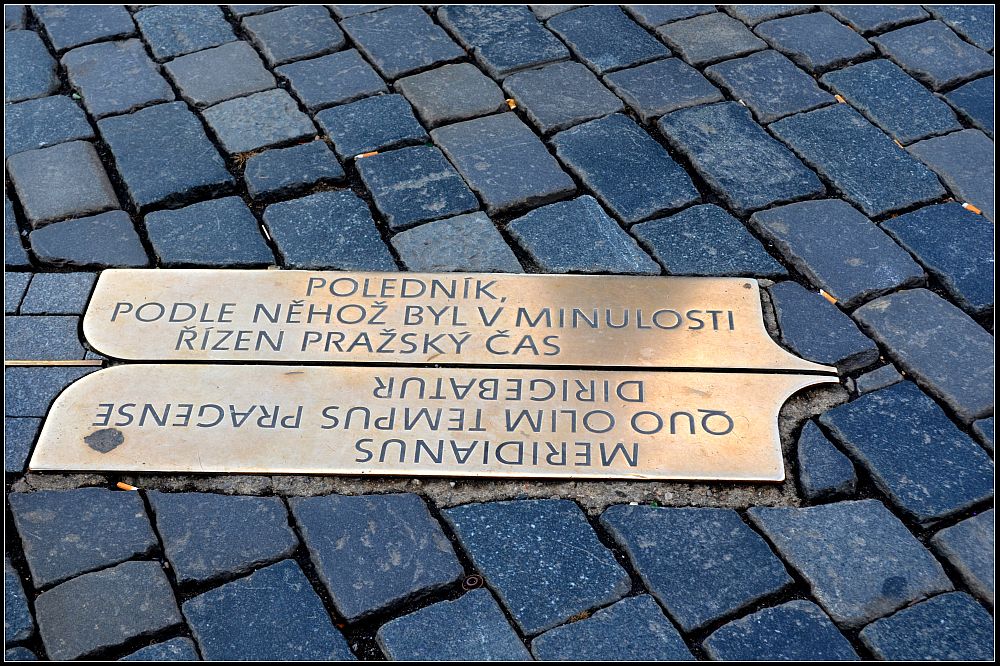 POLEDNÍK,
PODLE NĚHOŽ BYL V MINULOSTI
ŘÍZEN PRAŽSKÝ ČAS
MERIDIANUS
QUO OLIM TEMPUS PRAGENSE
DIRIGEBATUR